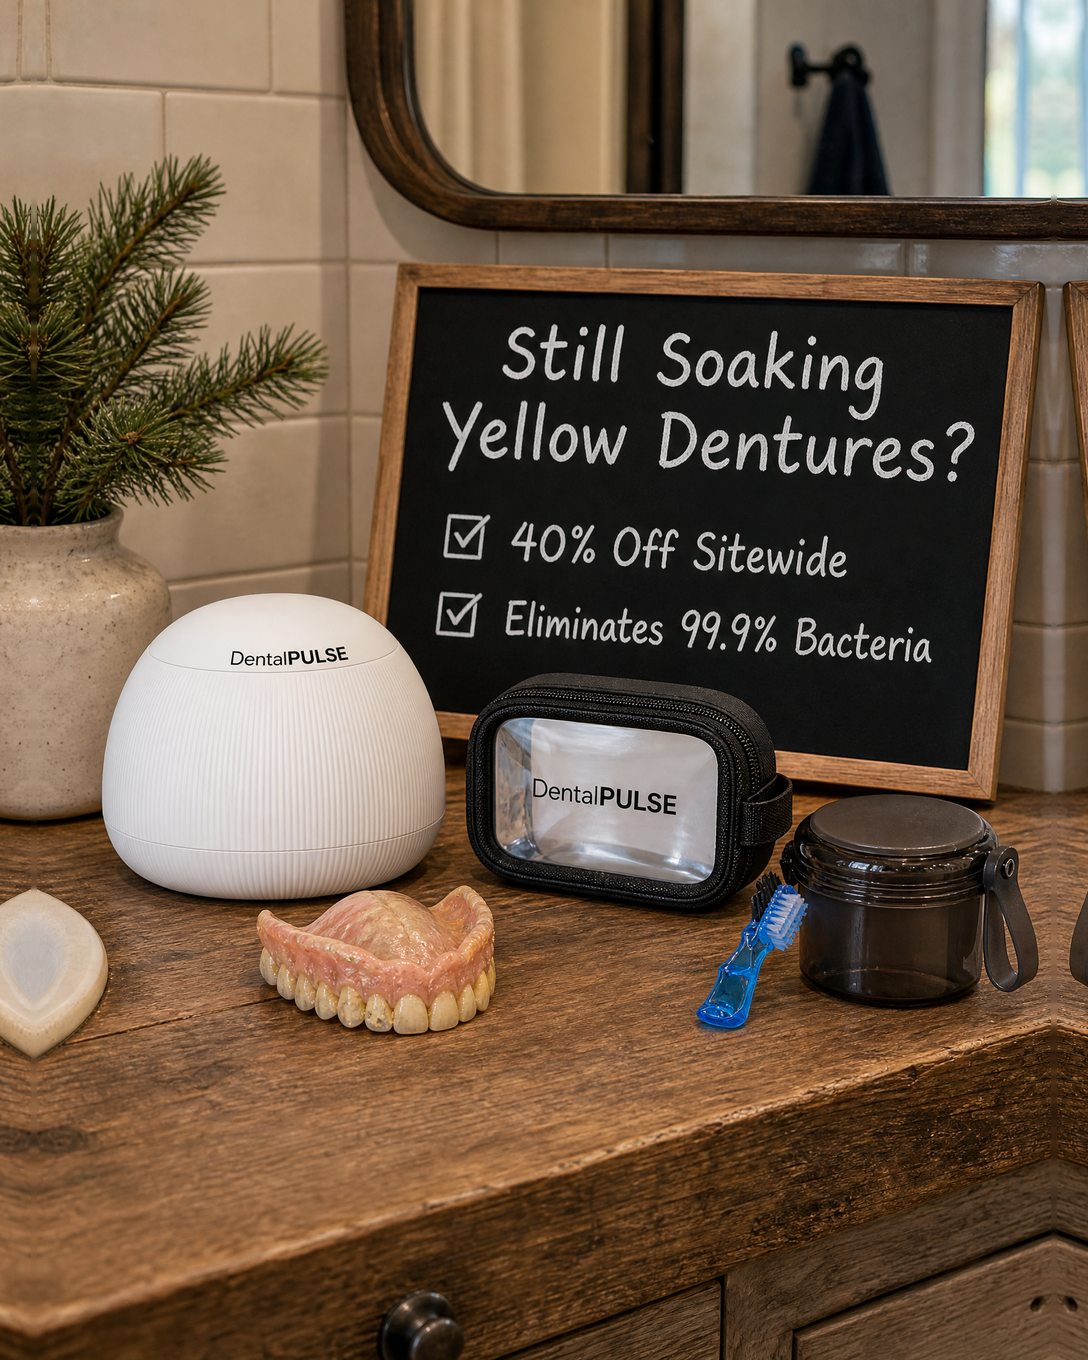 Still Soaking
Yellow Dentures?
40% Off Sitewide
Eliminates 99.9% Bacteria
DentalPULSE
DentalPULSE